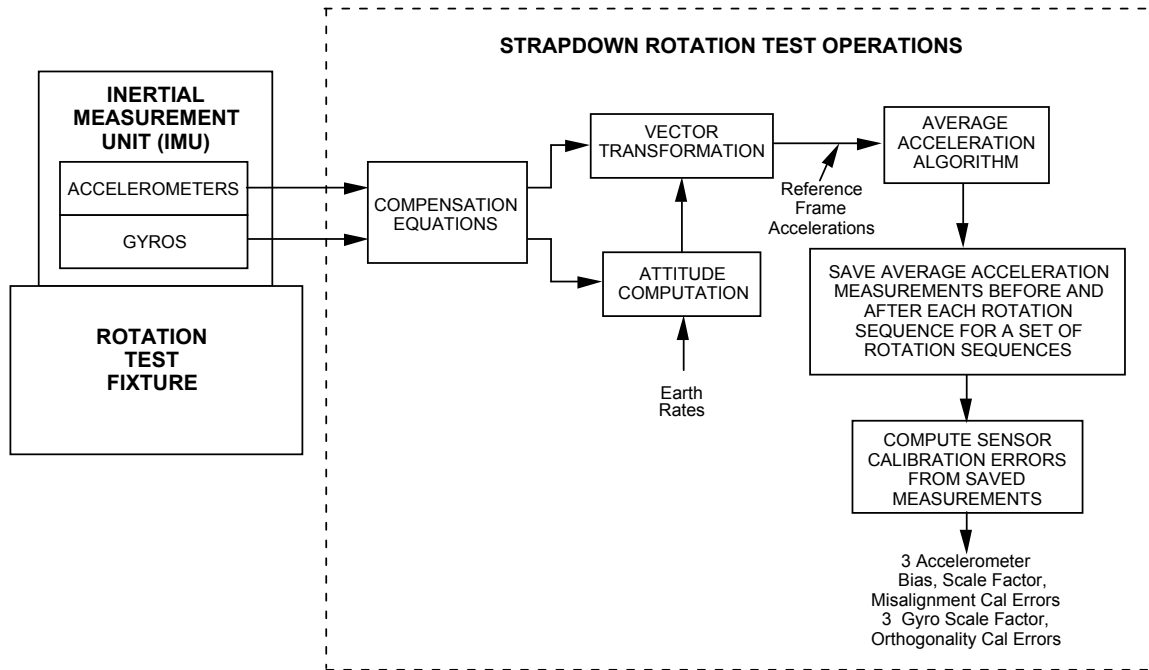 STRAPDOWN ROTATION TEST OPERATIONS
INERTIAL
MEASUREMENT
UNIT (IMU)
ACCELEROMETERS
GYROS
ROTATION
TEST
FIXTURE
COMPENSATION
EQUATIONS
VECTOR
TRANSFORMATION
ATTITUDE
COMPUTATION
Earth
Rates
Reference
Frame
Accelerations
AVERAGE
ACCELERATION
ALGORITHM
SAVE AVERAGE ACCELERATION
MEASUREMENTS BEFORE AND
AFTER EACH ROTATION
SEQUENCE FOR A SET OF
ROTATION SEQUENCES
COMPUTE SENSOR
CALIBRATION ERRORS
FROM SAVED
MEASUREMENTS
3 Accelerometer
Bias, Scale Factor,
Misalignment Cal Errors
3 Gyro Scale Factor,
Orthogonality Cal Errors